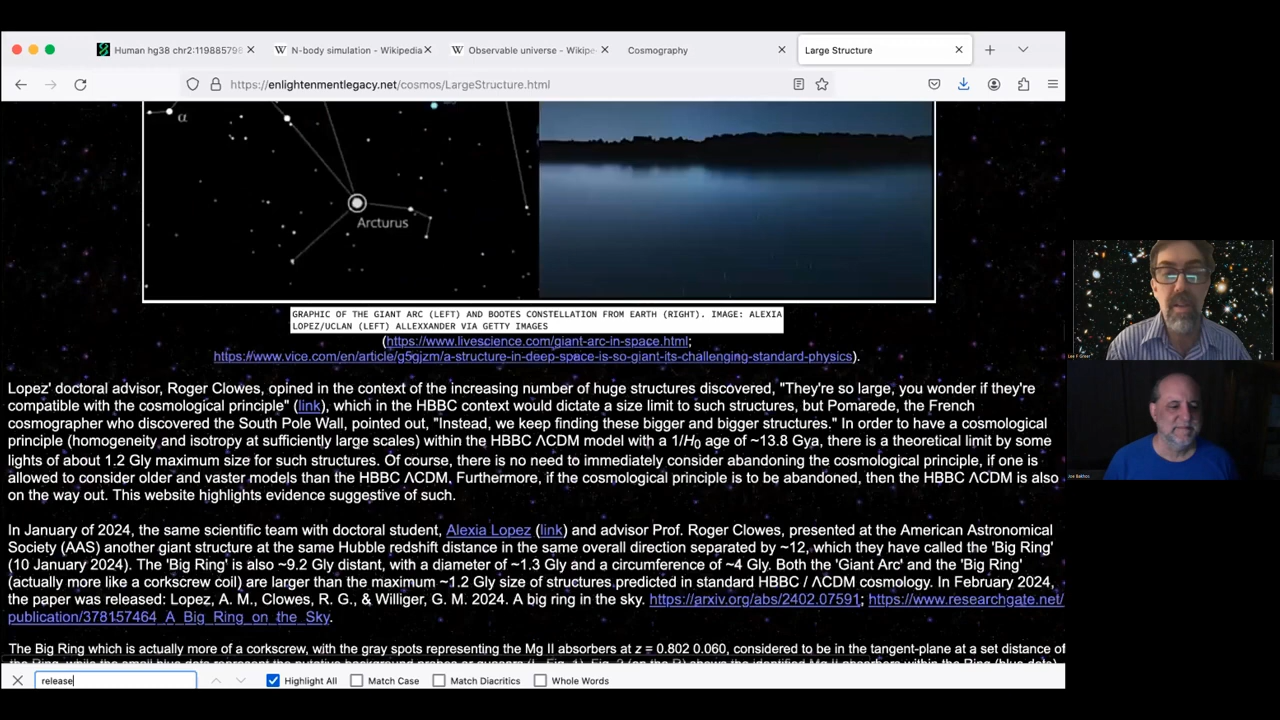 Human hg38 chr2:119885798
N-body simulation - Wikipedia
Observable universe - Wikipe
Cosmography
Large Structure
https://enlightenmentlegacy.net/cosmos/LargeStructure.html
α
Arcturus
GRAPHIC OF THE GIANT ARC (LEFT) AND BOOTES CONSTELLATION FROM EARTH (RIGHT). IMAGE: ALEXIA
LOPEZ/UCLAN (LEFT) ALLEXXANDER VIA GETTY IMAGES
(https://www.livescience.com/giant-arc-in-space.html;
https://www.vice.com/en/article/g5qjzm/a-structure-in-deep-space-is-so-giant-its-challenging-standard-physics).
Lopez' doctoral advisor, Roger Clowes, opined in the context of the increasing number of huge structures discovered, "They're so large, you wonder if they're
compatible with the cosmological principle" (link), which in the HBBC context would dictate a size limit to such structures, but Pomarede, the French
cosmographer who discovered the South Pole Wall, pointed out, "Instead, we keep finding these bigger and bigger structures." In order to have a cosmological
principle (homogeneity and isotropy at sufficiently large scales) within the HBBC ΛCDM model with a 1/H0 age of ~13.8 Gya, there is a theoretical limit by some
lights of about 1.2 Gly maximum size for such structures. Of course, there is no need to immediately consider abandoning the cosmological principle, if one is
allowed to consider older and vaster models than the HBBC ΛCDM, Furthermore, if the cosmological principle is to be abandoned, then the HBBC ΛCDM is also
on the way out. This website highlights evidence suggestive of such.
In January of 2024, the same scientific team with doctoral student, Alexia Lopez (link) and advisor Prof. Roger Clowes, presented at the American Astronomical
Society (AAS) another giant structure at the same Hubble redshift distance in the same overall direction separated by ~12, which they have called the 'Big Ring'
(10 January 2024). The 'Big Ring' is also ~9.2 Gly distant, with a diameter of ~1.3 Gly and a circumference of ~4 Gly. Both the 'Giant Arc' and the 'Big Ring'
(actually more like a corkscrew coil) are larger than the maximum ~1.2 Gly size of structures predicted in standard HBBC / ΛCDM cosmology. In February 2024,
the paper was released: Lopez, A. M., Clowes, R. G., & Williger, G. M. 2024. A big ring in the sky. https://arxiv.org/abs/2402.07591; https://www.researchgate.net/
publication/378157464_A_Big_Ring_on_the_Sky.
The Big Ring which is actually more of a corkscrew, with the gray spots representing the Mg II absorbers at z = 0.802 0.060, considered to be in the tangent-plane at a set distance of
release
Highlight All
Match Case
Match Diacritics
Whole Words
Lee F Greer
Joe Bakhos